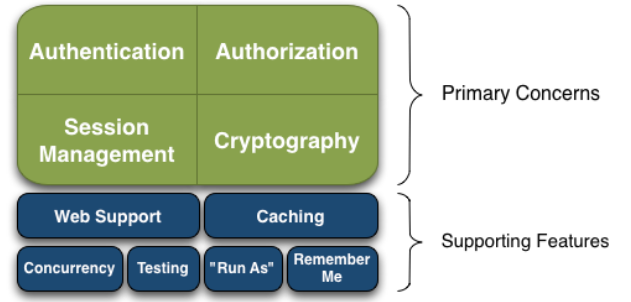 Authentication
Authorization
Primary Concerns
Session
Management
Cryptography
Web Support
Caching
Supporting Features
Concurrency
Testing
"Run As"
Remember
Me